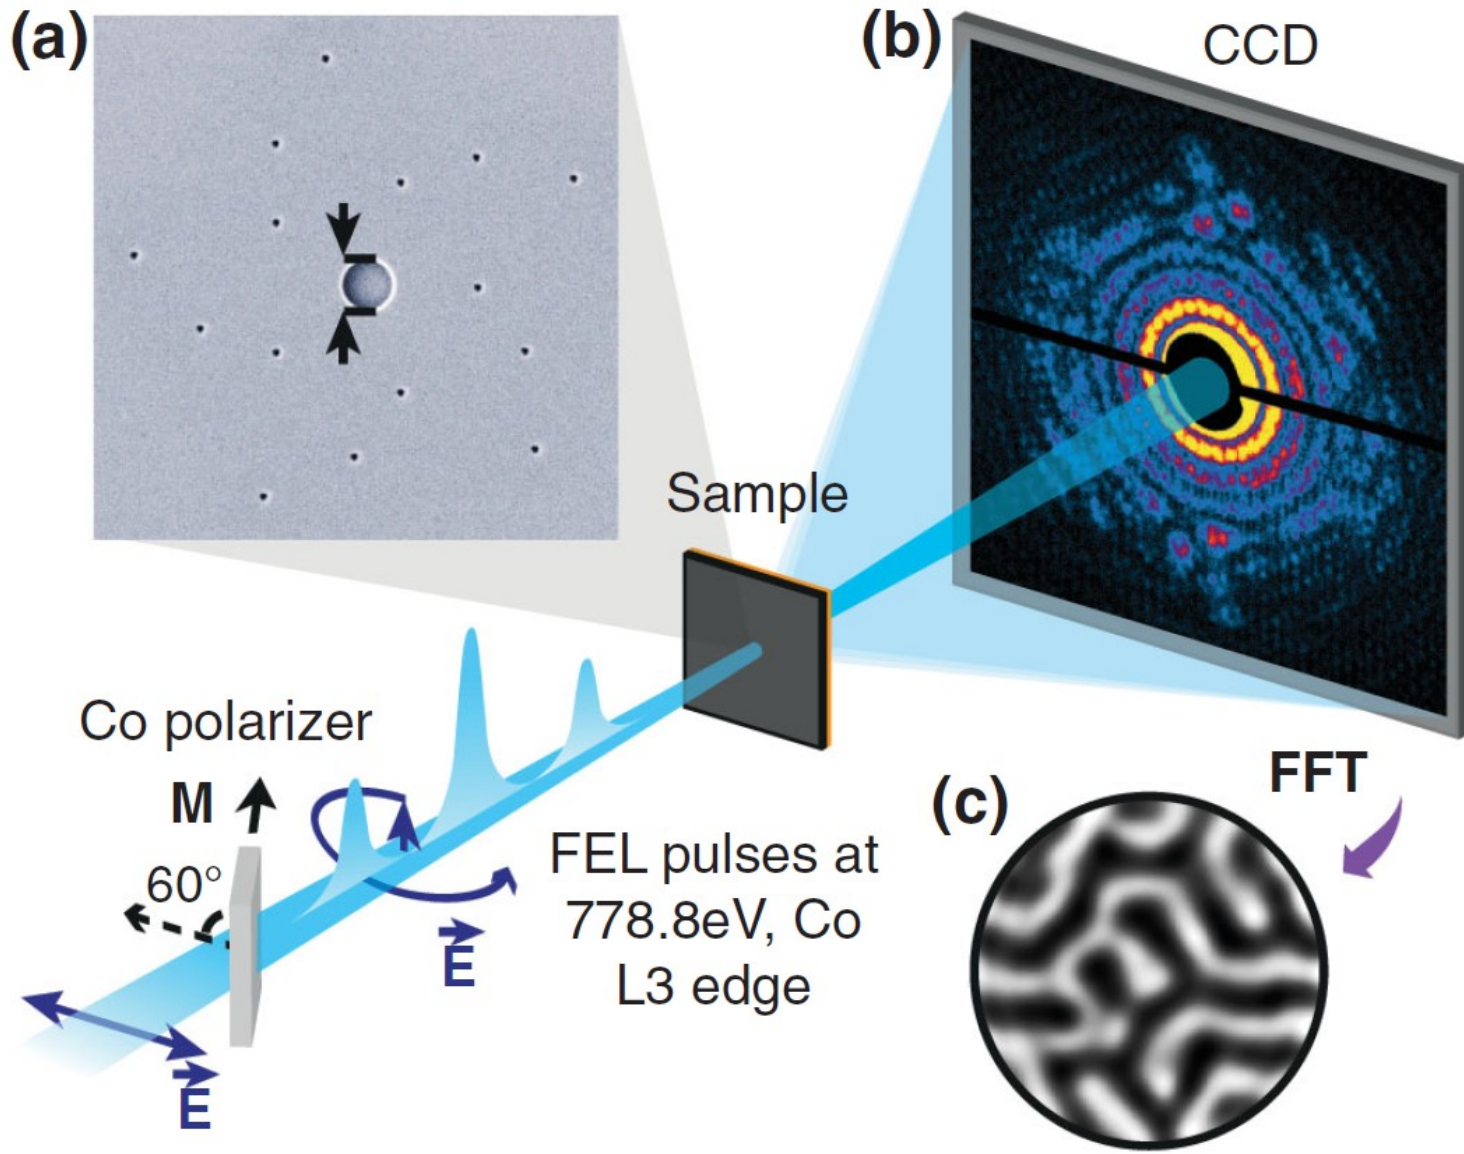 (a)
(b)
CCD
Sample
Co polarizer
M
60°
E
E
FEL pulses at
778.8eV, Co
L3 edge
(c)
FFT